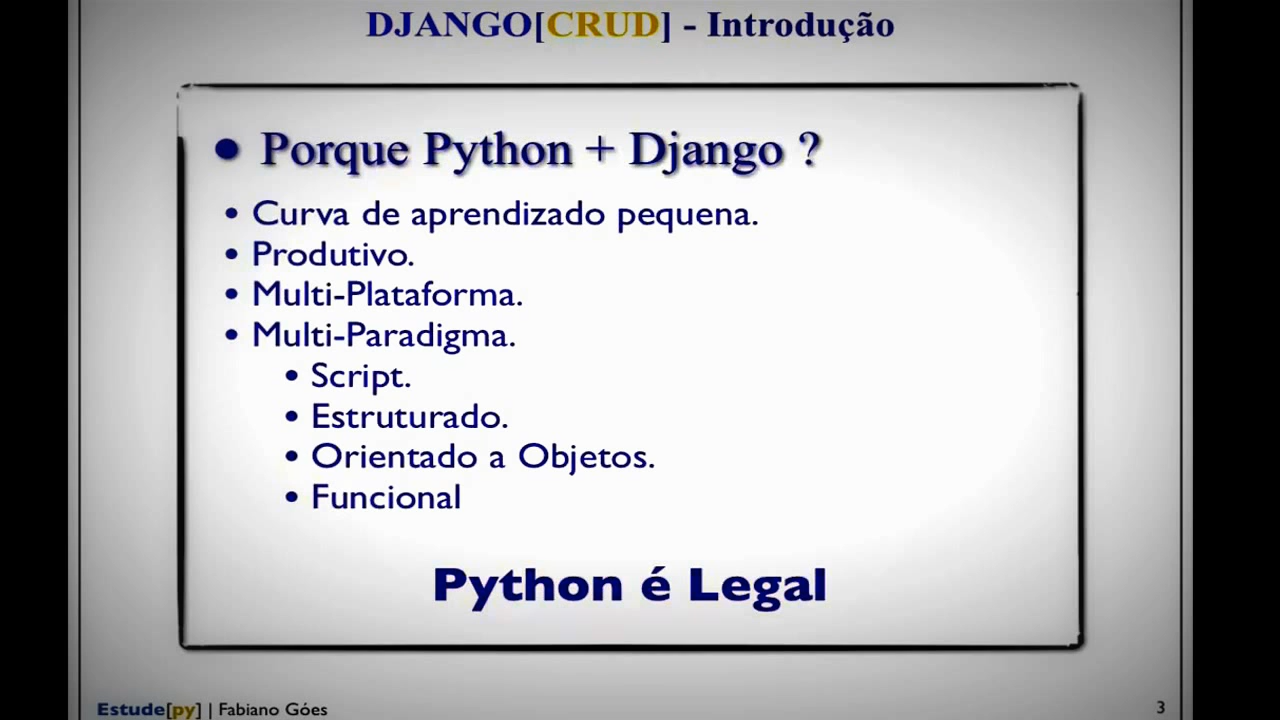 DJANGO[CRUD] - Introdução
• Porque Python + Django ?
• Curva de aprendizado pequena.
• Produtivo.
• Multi-Plataforma.
• Multi-Paradigma.
• Script.
• Estruturado.
• Orientado a Objetos.
• Funcional
Python é Legal
Estude[py] | Fabiano Góes
3